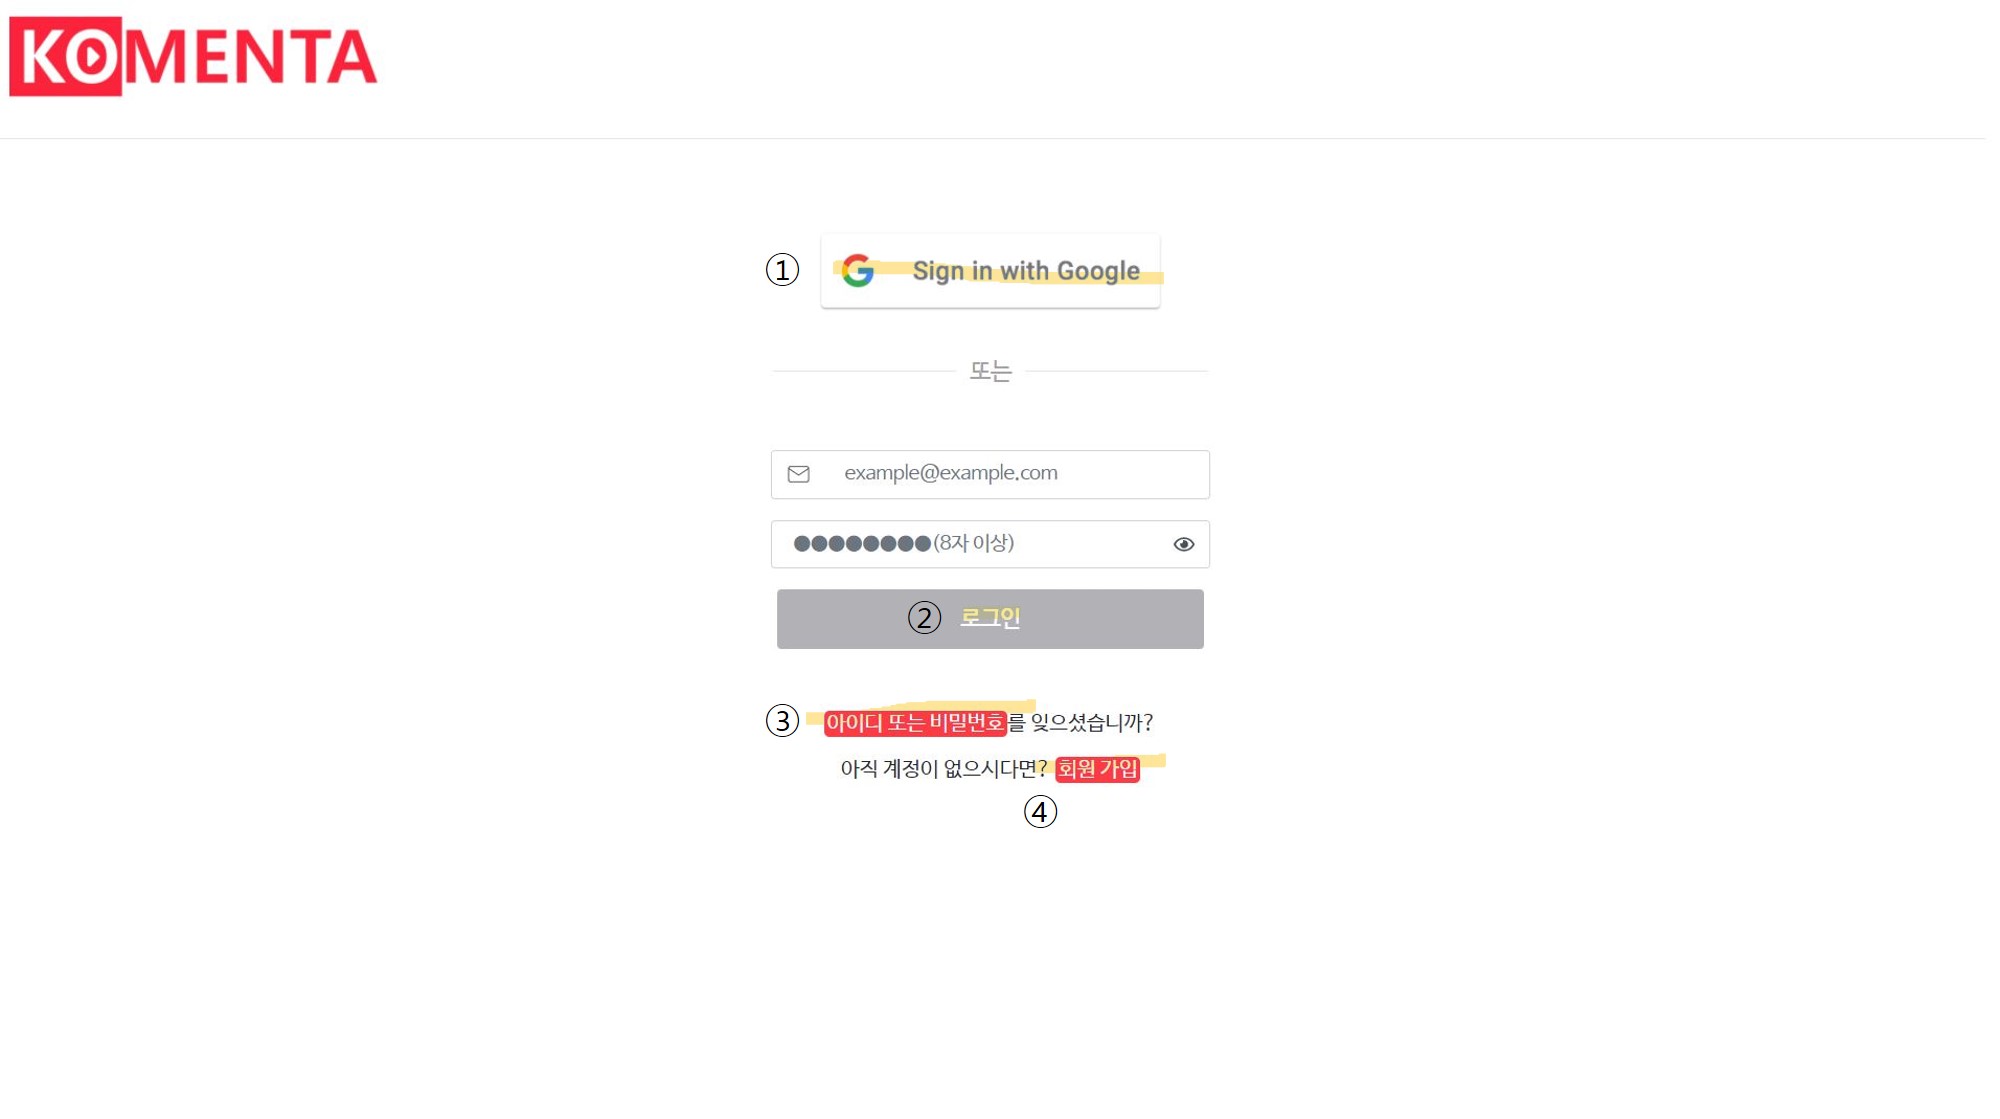 KOMENTA
① Sign in with Google
또는
example@example.com
●●●●●●●●(8자 이상)
② 로그인
③ 아이디 또는 비밀번호를 잊으셨습니까?
아직 계정이 없으시다면? 회원 가입
④